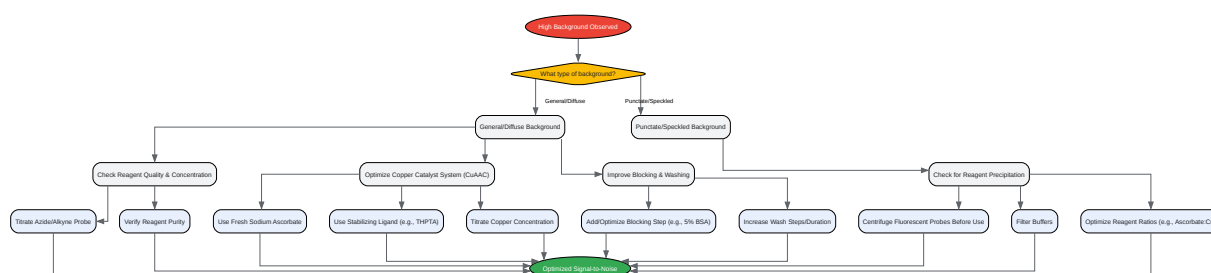 High Background Observed
What type of background?
General/Diffuse
Punctate/Speckled
General/Diffuse Background
Punctate/Speckled Background
Check Reagent Quality & Concentration
Optimize Copper Catalyst System (CuAAC)
Improve Blocking & Washing
Check for Reagent Precipitation
Titrate Azide/Alkyne Probe
Verify Reagent Purity
Use Fresh Sodium Ascorbate
Use Stabilizing Ligand (e.g., THPTA)
Titrate Copper Concentration
Add/Optimize Blocking Step (e.g., 5% BSA)
Increase Wash Steps/Duration
Centrifuge Fluorescent Probes Before Use
Filter Buffers
Optimize Reagent Ratios (e.g., Ascorbate:C
Optimized Signal-to-Noise